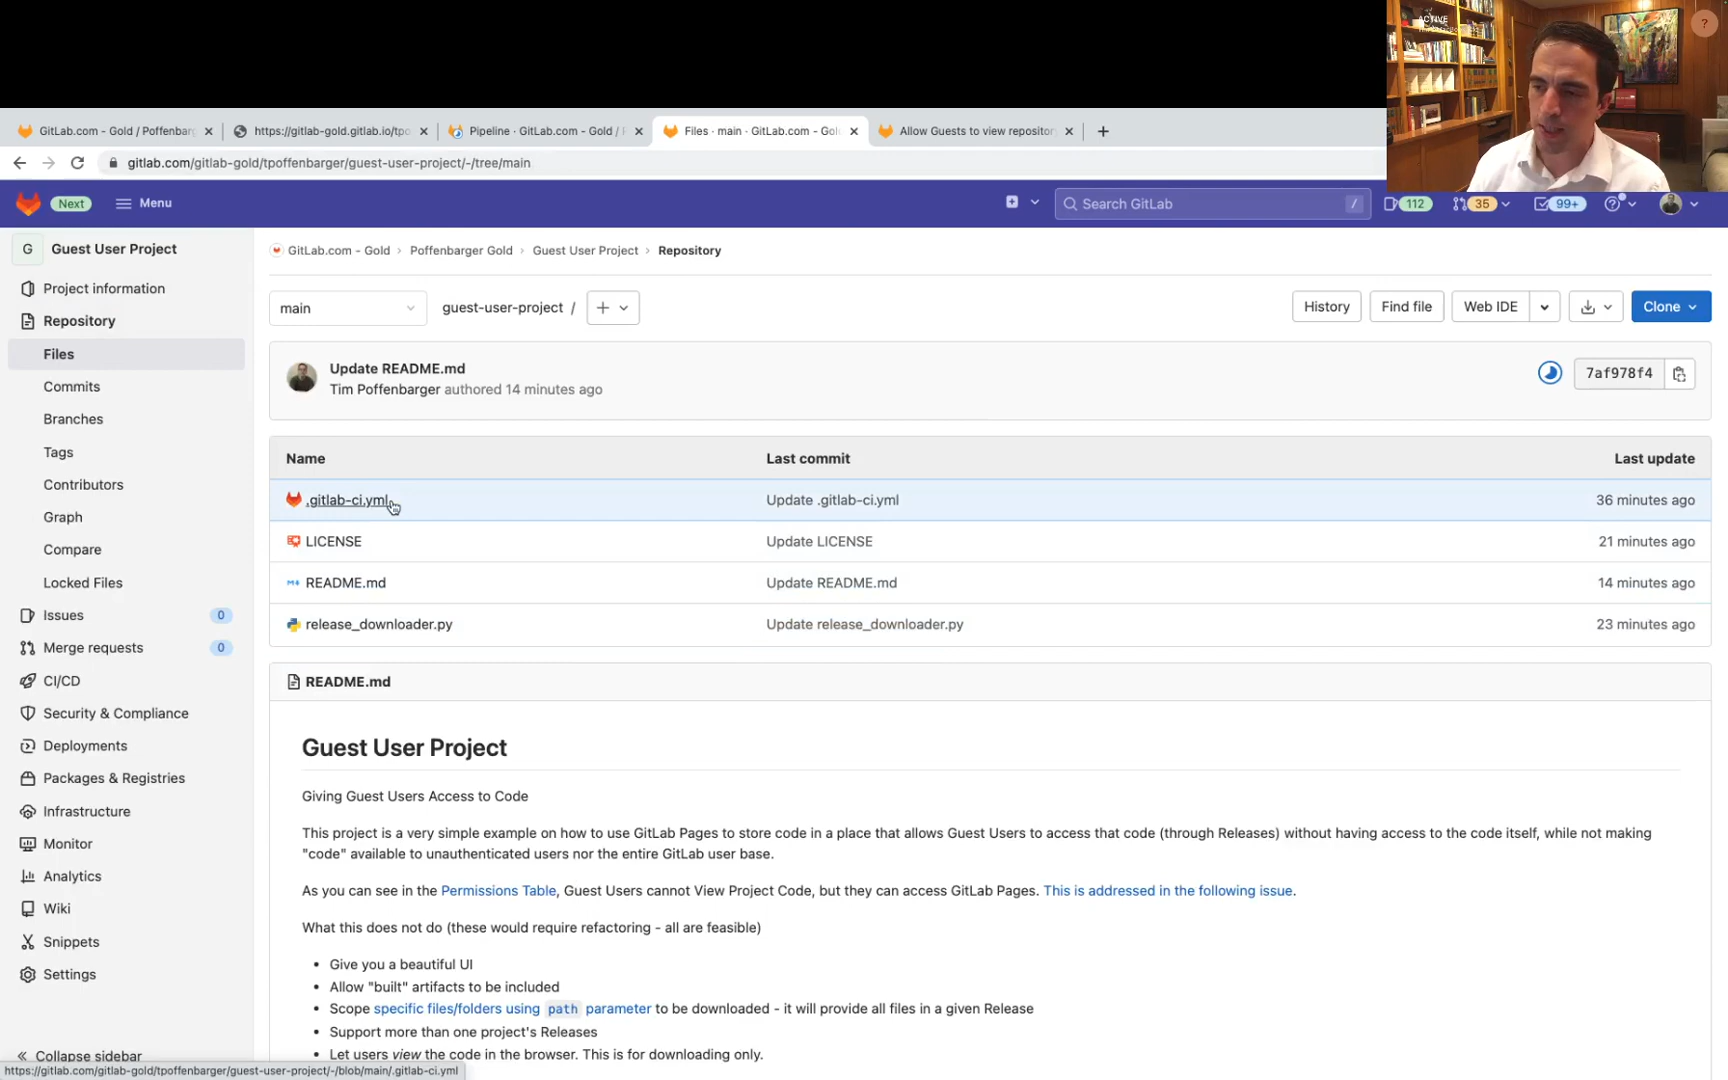 ACTIVE
?
GitLab.com - Gold / Poffenbarg
https://gitlab-gold.gitlab.io/tpo
Pipeline · GitLab.com - Gold /
Files · main · GitLab.com - Gol
Allow Guests to view repository
gitlab.com/gitlab-gold/tpoffenbarger/guest-user-project/-/tree/main
Next
Menu
Search GitLab
/
112
35
99+
G Guest User Project
Project information
Repository
Files
Commits
Branches
Tags
Contributors
Graph
Compare
Locked Files
Issues 0
Merge requests 0
CI/CD
Security & Compliance
Deployments
Packages & Registries
Infrastructure
Monitor
Analytics
Wiki
Snippets
Settings
Collapse sidebar
https://gitlab.com/gitlab-gold/tpoffenbarger/guest-user-project/-/blob/main/.gitlab-ci.yml
GitLab.com - Gold › Poffenbarger Gold › Guest User Project › Repository
main
guest-user-project / +
History
Find file
Web IDE
Clone
Update README.md
Tim Poffenbarger authored 14 minutes ago
7af978f4
Name Last commit Last update
.gitlab-ci.yml Update .gitlab-ci.yml 36 minutes ago
LICENSE Update LICENSE 21 minutes ago
README.md Update README.md 14 minutes ago
release_downloader.py Update release_downloader.py 23 minutes ago
README.md
Guest User Project
Giving Guest Users Access to Code
This project is a very simple example on how to use GitLab Pages to store code in a place that allows Guest Users to access that code (through Releases) without having access to the code itself, while not making
"code" available to unauthenticated users nor the entire GitLab user base.
As you can see in the Permissions Table, Guest Users cannot View Project Code, but they can access GitLab Pages. This is addressed in the following issue.
What this does not do (these would require refactoring - all are feasible)
• Give you a beautiful UI
• Allow "built" artifacts to be included
• Scope specific files/folders using path parameter to be downloaded - it will provide all files in a given Release
• Support more than one project's Releases
• Let users view the code in the browser. This is for downloading only.